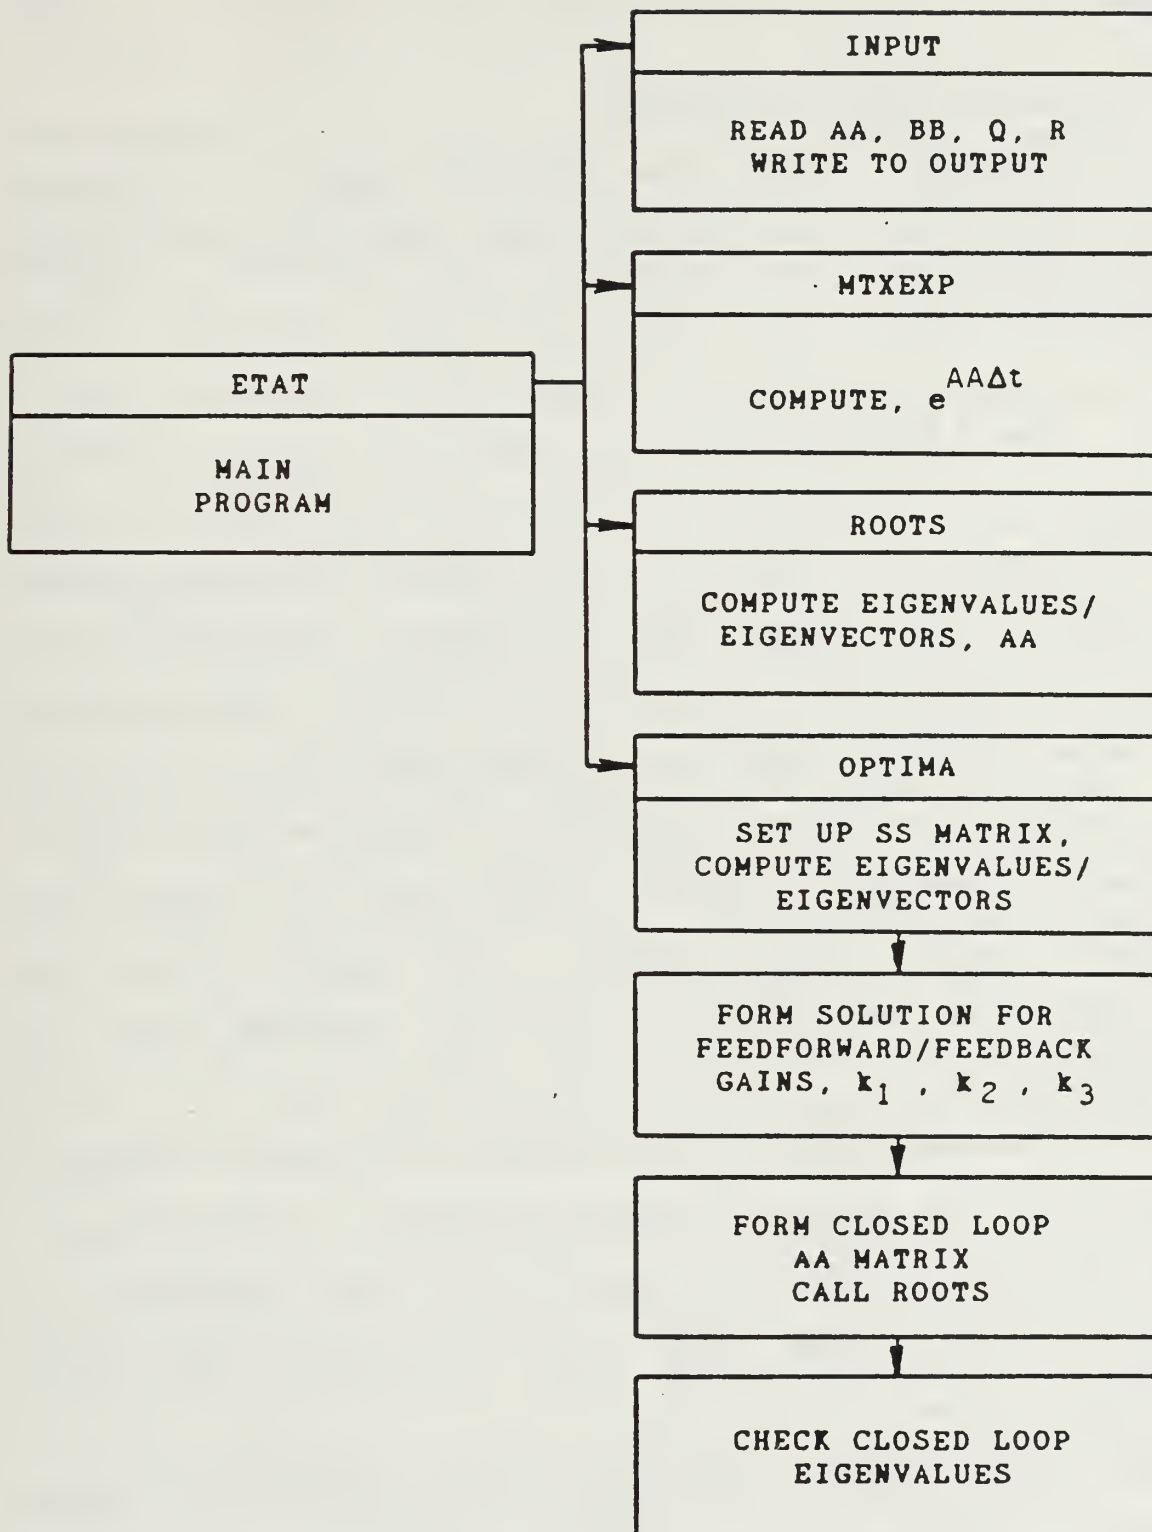 INPUT
READ AA, BB, Q, R
WRITE TO OUTPUT
MTXEXP
COMPUTE, e^AAΔt
ETAT
MAIN
PROGRAM
ROOTS
COMPUTE EIGENVALUES/
EIGENVECTORS, AA
OPTIMA
SET UP SS MATRIX,
COMPUTE EIGENVALUES/
EIGENVECTORS
FORM SOLUTION FOR
FEEDFORWARD/FEEDBACK
GAINS, k₁ , k₂ , k₃
FORM CLOSED LOOP
AA MATRIX
CALL ROOTS
CHECK CLOSED LOOP
EIGENVALUES